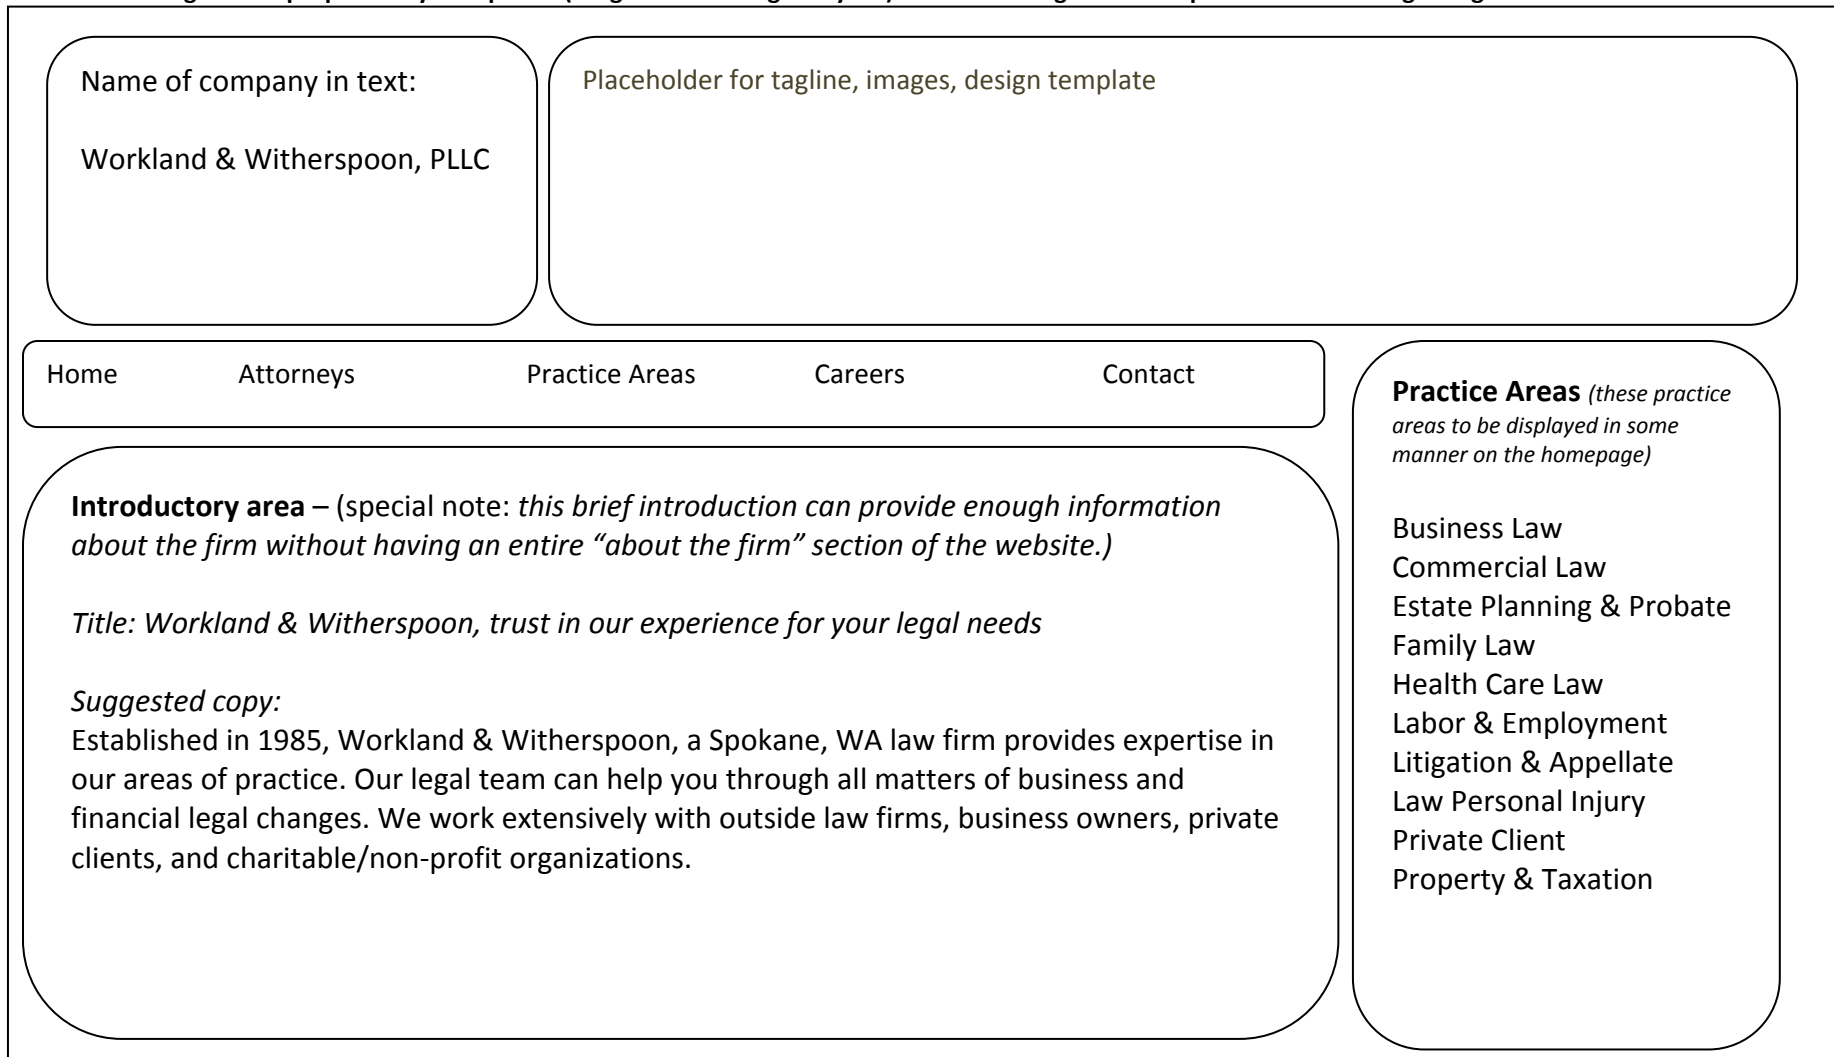 Name of company in text:
Workland & Witherspoon, PLLC
Placeholder for tagline, images, design template
Home Attorneys Practice Areas Careers Contact
Introductory area – (special note: this brief introduction can provide enough information
about the firm without having an entire “about the firm” section of the website.)
Title: Workland & Witherspoon, trust in our experience for your legal needs
Suggested copy:
Established in 1985, Workland & Witherspoon, a Spokane, WA law firm provides expertise in
our areas of practice. Our legal team can help you through all matters of business and
financial legal changes. We work extensively with outside law firms, business owners, private
clients, and charitable/non-profit organizations.
Practice Areas (these practice
areas to be displayed in some
manner on the homepage)
Business Law
Commercial Law
Estate Planning & Probate
Family Law
Health Care Law
Labor & Employment
Litigation & Appellate
Law Personal Injury
Private Client
Property & Taxation